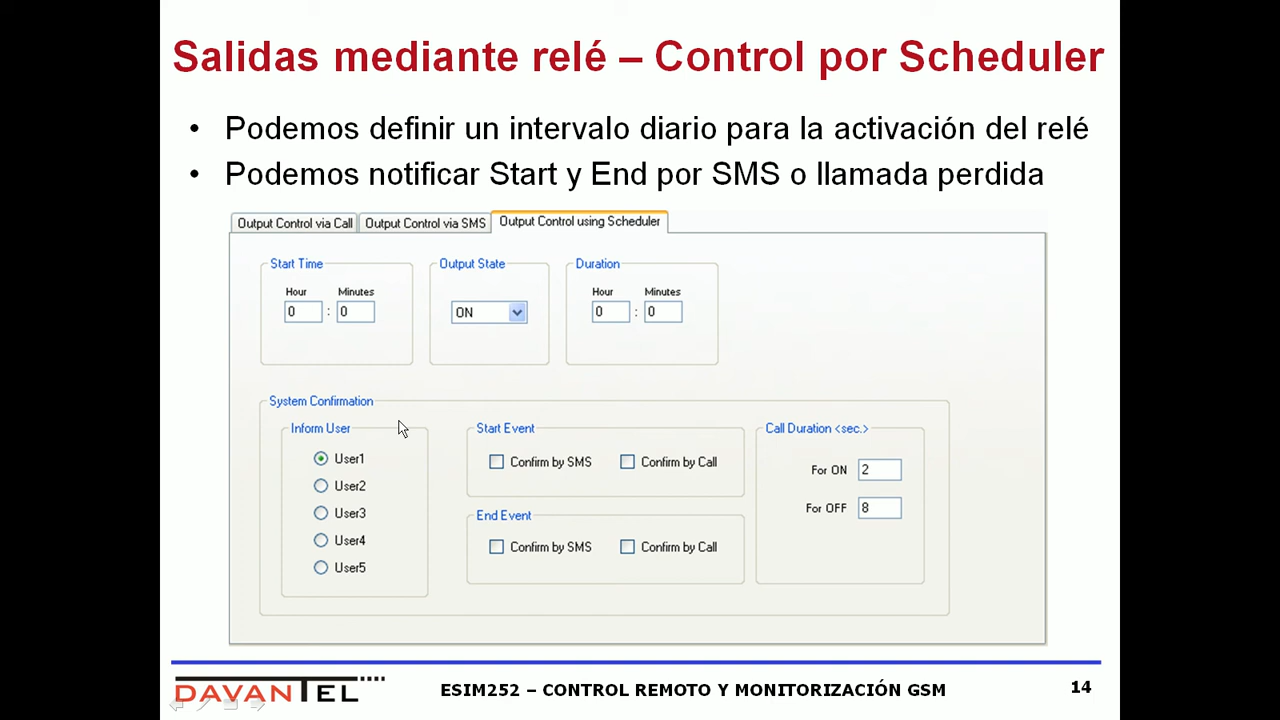 Salidas mediante relé – Control por Scheduler
• Podemos definir un intervalo diario para la activación del relé
• Podemos notificar Start y End por SMS o llamada perdida
Output Control via Call Output Control via SMS Output Control using Scheduler
Start Time Output State Duration
Hour Minutes Hour Minutes
0 : 0 ON 0 : 0
System Confirmation
Inform User Start Event Call Duration <sec.>
User1 Confirm by SMS Confirm by Call For ON 2
User2
User3 For OFF 8
End Event
User4 Confirm by SMS Confirm by Call
User5
DAVANTEL ESIM252 – CONTROL REMOTO Y MONITORIZACIÓN GSM 14